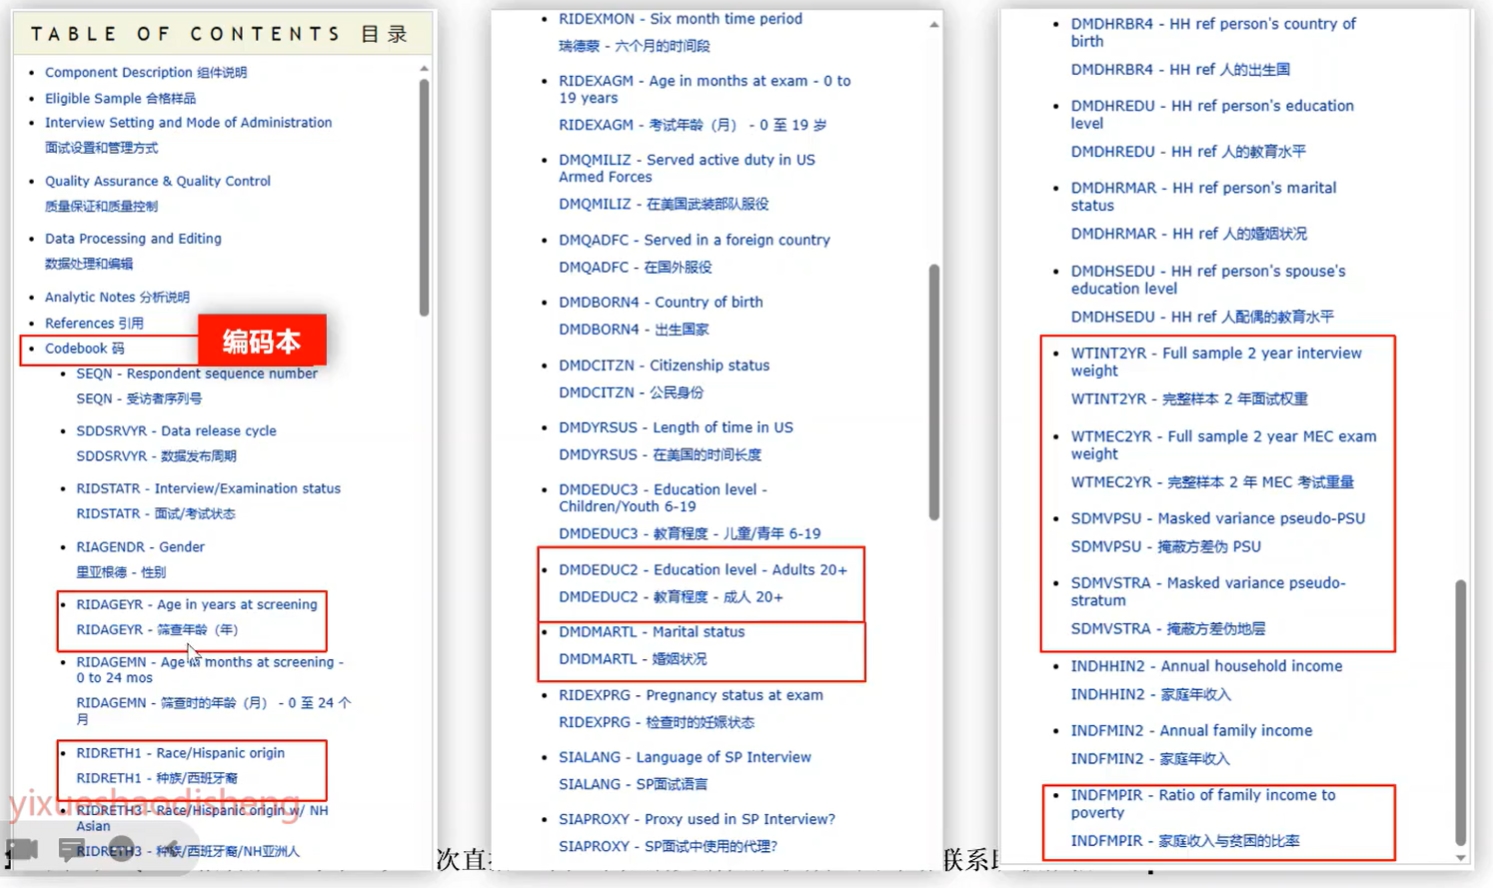 TABLE OF CONTENTS 目录
Component Description 组件说明
Eligible Sample 合格样品
Interview Setting and Mode of Administration
面试设置和管理方式
Quality Assurance & Quality Control
质量保证和质量控制
Data Processing and Editing
数据处理和编辑
Analytic Notes 分析说明
References 引用
Codebook 码
编码本
SEQN - Respondent sequence number
SEQN - 受访者序列号
SDDSRVYR - Data release cycle
SDDSRVYR - 数据发布周期
RIDSTATR - Interview/Examination status
RIDSTATR - 面试/考试状态
RIAGENDR - Gender
里亚根德 - 性别
RIDAGEYR - Age in years at screening
RIDAGEYR - 筛查年龄（年）
RIDAGEMN - Age in months at screening -
0 to 24 mos
RIDAGEMN - 筛查时的年龄（月） - 0 至 24 个
月
RIDRETH1 - Race/Hispanic origin
RIDRETH1 - 种族/西班牙裔
yixueshaodisheng
RIDRETH3 - Race/Hispanic origin w/ NH
Asian
RIDRETH3 - 种族/西班牙裔/NH亚洲人
RIDEXMON - Six month time period
瑞德蒙 - 六个月的时间段
RIDEXAGM - Age in months at exam - 0 to
19 years
RIDEXAGM - 考试年龄（月） - 0 至 19 岁
DMQMILIZ - Served active duty in US
Armed Forces
DMQMILIZ - 在美国武装部队服役
DMQADFC - Served in a foreign country
DMQADFC - 在国外服役
DMDBORN4 - Country of birth
DMDBORN4 - 出生国家
DMDCITZN - Citizenship status
DMDCITZN - 公民身份
DMDYRSUS - Length of time in US
DMDYRSUS - 在美国的时间长度
DMDEDUC3 - Education level -
Children/Youth 6-19
DMDEDUC3 - 教育程度 - 儿童/青年 6-19
DMDEDUC2 - Education level - Adults 20+
DMDEDUC2 - 教育程度 - 成人 20+
DMDMARTL - Marital status
DMDMARTL - 婚姻状况
RIDEXPRG - Pregnancy status at exam
RIDEXPRG - 检查时的妊娠状态
SIALANG - Language of SP Interview
SIALANG - SP面试语言
SIAPROXY - Proxy used in SP Interview?
SIAPROXY - SP面试中使用的代理?
DMDHRBR4 - HH ref person's country of
birth
DMDHRBR4 - HH ref 人的出生国
DMDHREDU - HH ref person's education
level
DMDHREDU - HH ref 人的教育水平
DMDHRMAR - HH ref person's marital
status
DMDHRMAR - HH ref 人的婚姻状况
DMDHSEDU - HH ref person's spouse's
education level
DMDHSEDU - HH ref 人配偶的教育水平
WTINT2YR - Full sample 2 year interview
weight
WTINT2YR - 完整样本 2 年面试权重
WTMEC2YR - Full sample 2 year MEC exam
weight
WTMEC2YR - 完整样本 2 年 MEC 考试重量
SDMVPSU - Masked variance pseudo-PSU
SDMVPSU - 掩蔽方差伪 PSU
SDMVSTRA - Masked variance pseudo-
stratum
SDMVSTRA - 掩蔽方差伪地层
INDHHIN2 - Annual household income
INDHHIN2 - 家庭年收入
INDFMIN2 - Annual family income
INDFMIN2 - 家庭年收入
INDFMPIR - Ratio of family income to
poverty
INDFMPIR - 家庭收入与贫困的比率
次直
联系